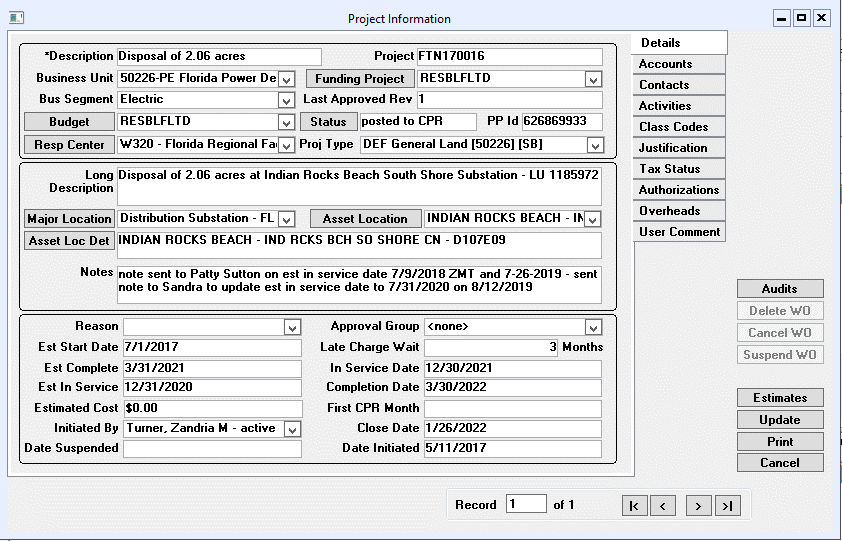 Project Information
*Description Disposal of 2.06 acres Project FTN170016
Business Unit 50226-PE Florida Power De Funding Project RESBLFLTD
Bus Segment Electric Last Approved Rev 1
Budget RESBLFLTD Status posted to CPR PP Id 626869933
Resp Center W320 - Florida Regional Fa Proj Type DEF General Land [50226] [SB]
Long Description Disposal of 2.06 acres at Indian Rocks Beach South Shore Substation - LU 1185972
Major Location Distribution Substation - FL Asset Location INDIAN ROCKS BEACH - IN
Asset Loc Det INDIAN ROCKS BEACH - IND RCKS BCH SO SHORE CN - D107E09
Notes note sent to Patty Sutton on est in service date 7/9/2018 ZMT and 7-26-2019 - sent
note to Sandra to update est in service date to 7/31/2020 on 8/12/2019
Reason Approval Group <none>
Est Start Date 7/1/2017 Late Charge Wait 3 Months
Est Complete 3/31/2021 In Service Date 12/30/2021
Est In Service 12/31/2020 Completion Date 3/30/2022
Estimated Cost $0.00 First CPR Month
Initiated By Turner, Zandria M - active Close Date 1/26/2022
Date Suspended Date Initiated 5/11/2017
Details
Accounts
Contacts
Activities
Class Codes
Justification
Tax Status
Authorizations
Overheads
User Comment
Audits
Delete WO
Cancel WO
Suspend WO
Estimates
Update
Print
Cancel
Record 1 of 1